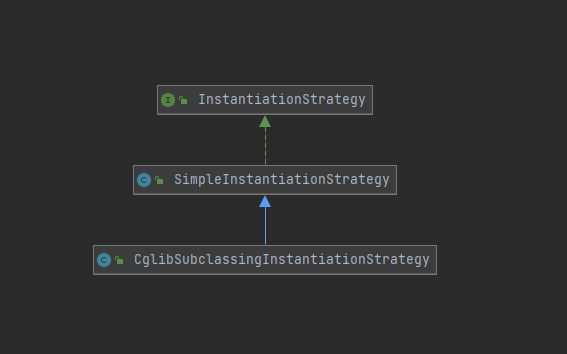 I InstantiationStrategy
C SimpleInstantiationStrategy
C CglibSubclassingInstantiationStrategy